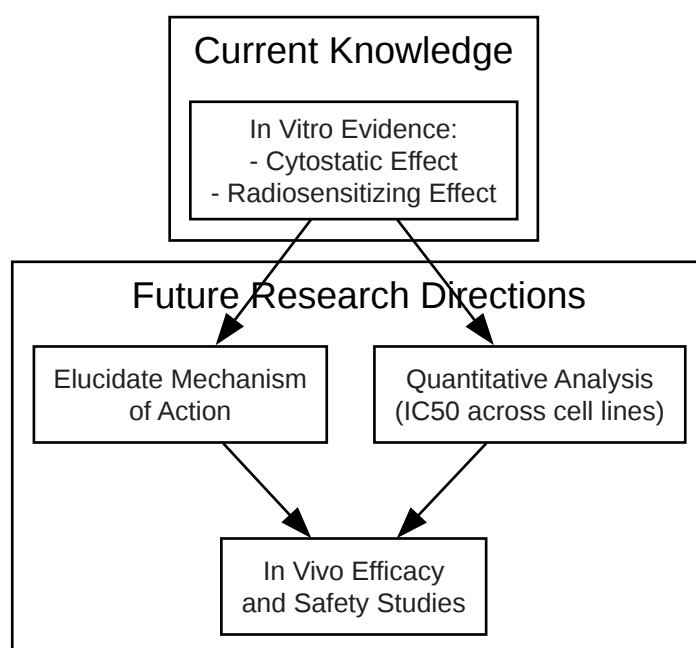 Current Knowledge
In Vitro Evidence:
- Cytostatic Effect
- Radiosensitizing Effect
Future Research Directions
Elucidate Mechanism
of Action
Quantitative Analysis
(IC50 across cell lines)
In Vivo Efficacy
and Safety Studies